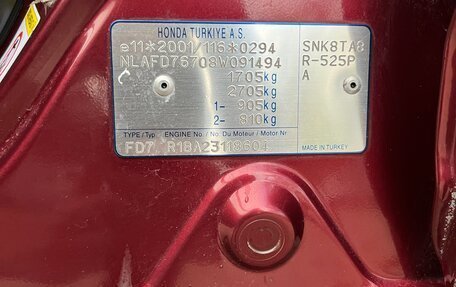 HONDA TURKIYE A.S.
e11*2001/116*0294
SNK8TA8
NLAFD76708W091494
R-525P
1705kg
A
2705kg
1- 905kg
2- 810kg
TYPE / Typ. ENGINE No. / No. Du Moteur / Motor Nr
FD7 R18A23118604
MADE IN TURKEY